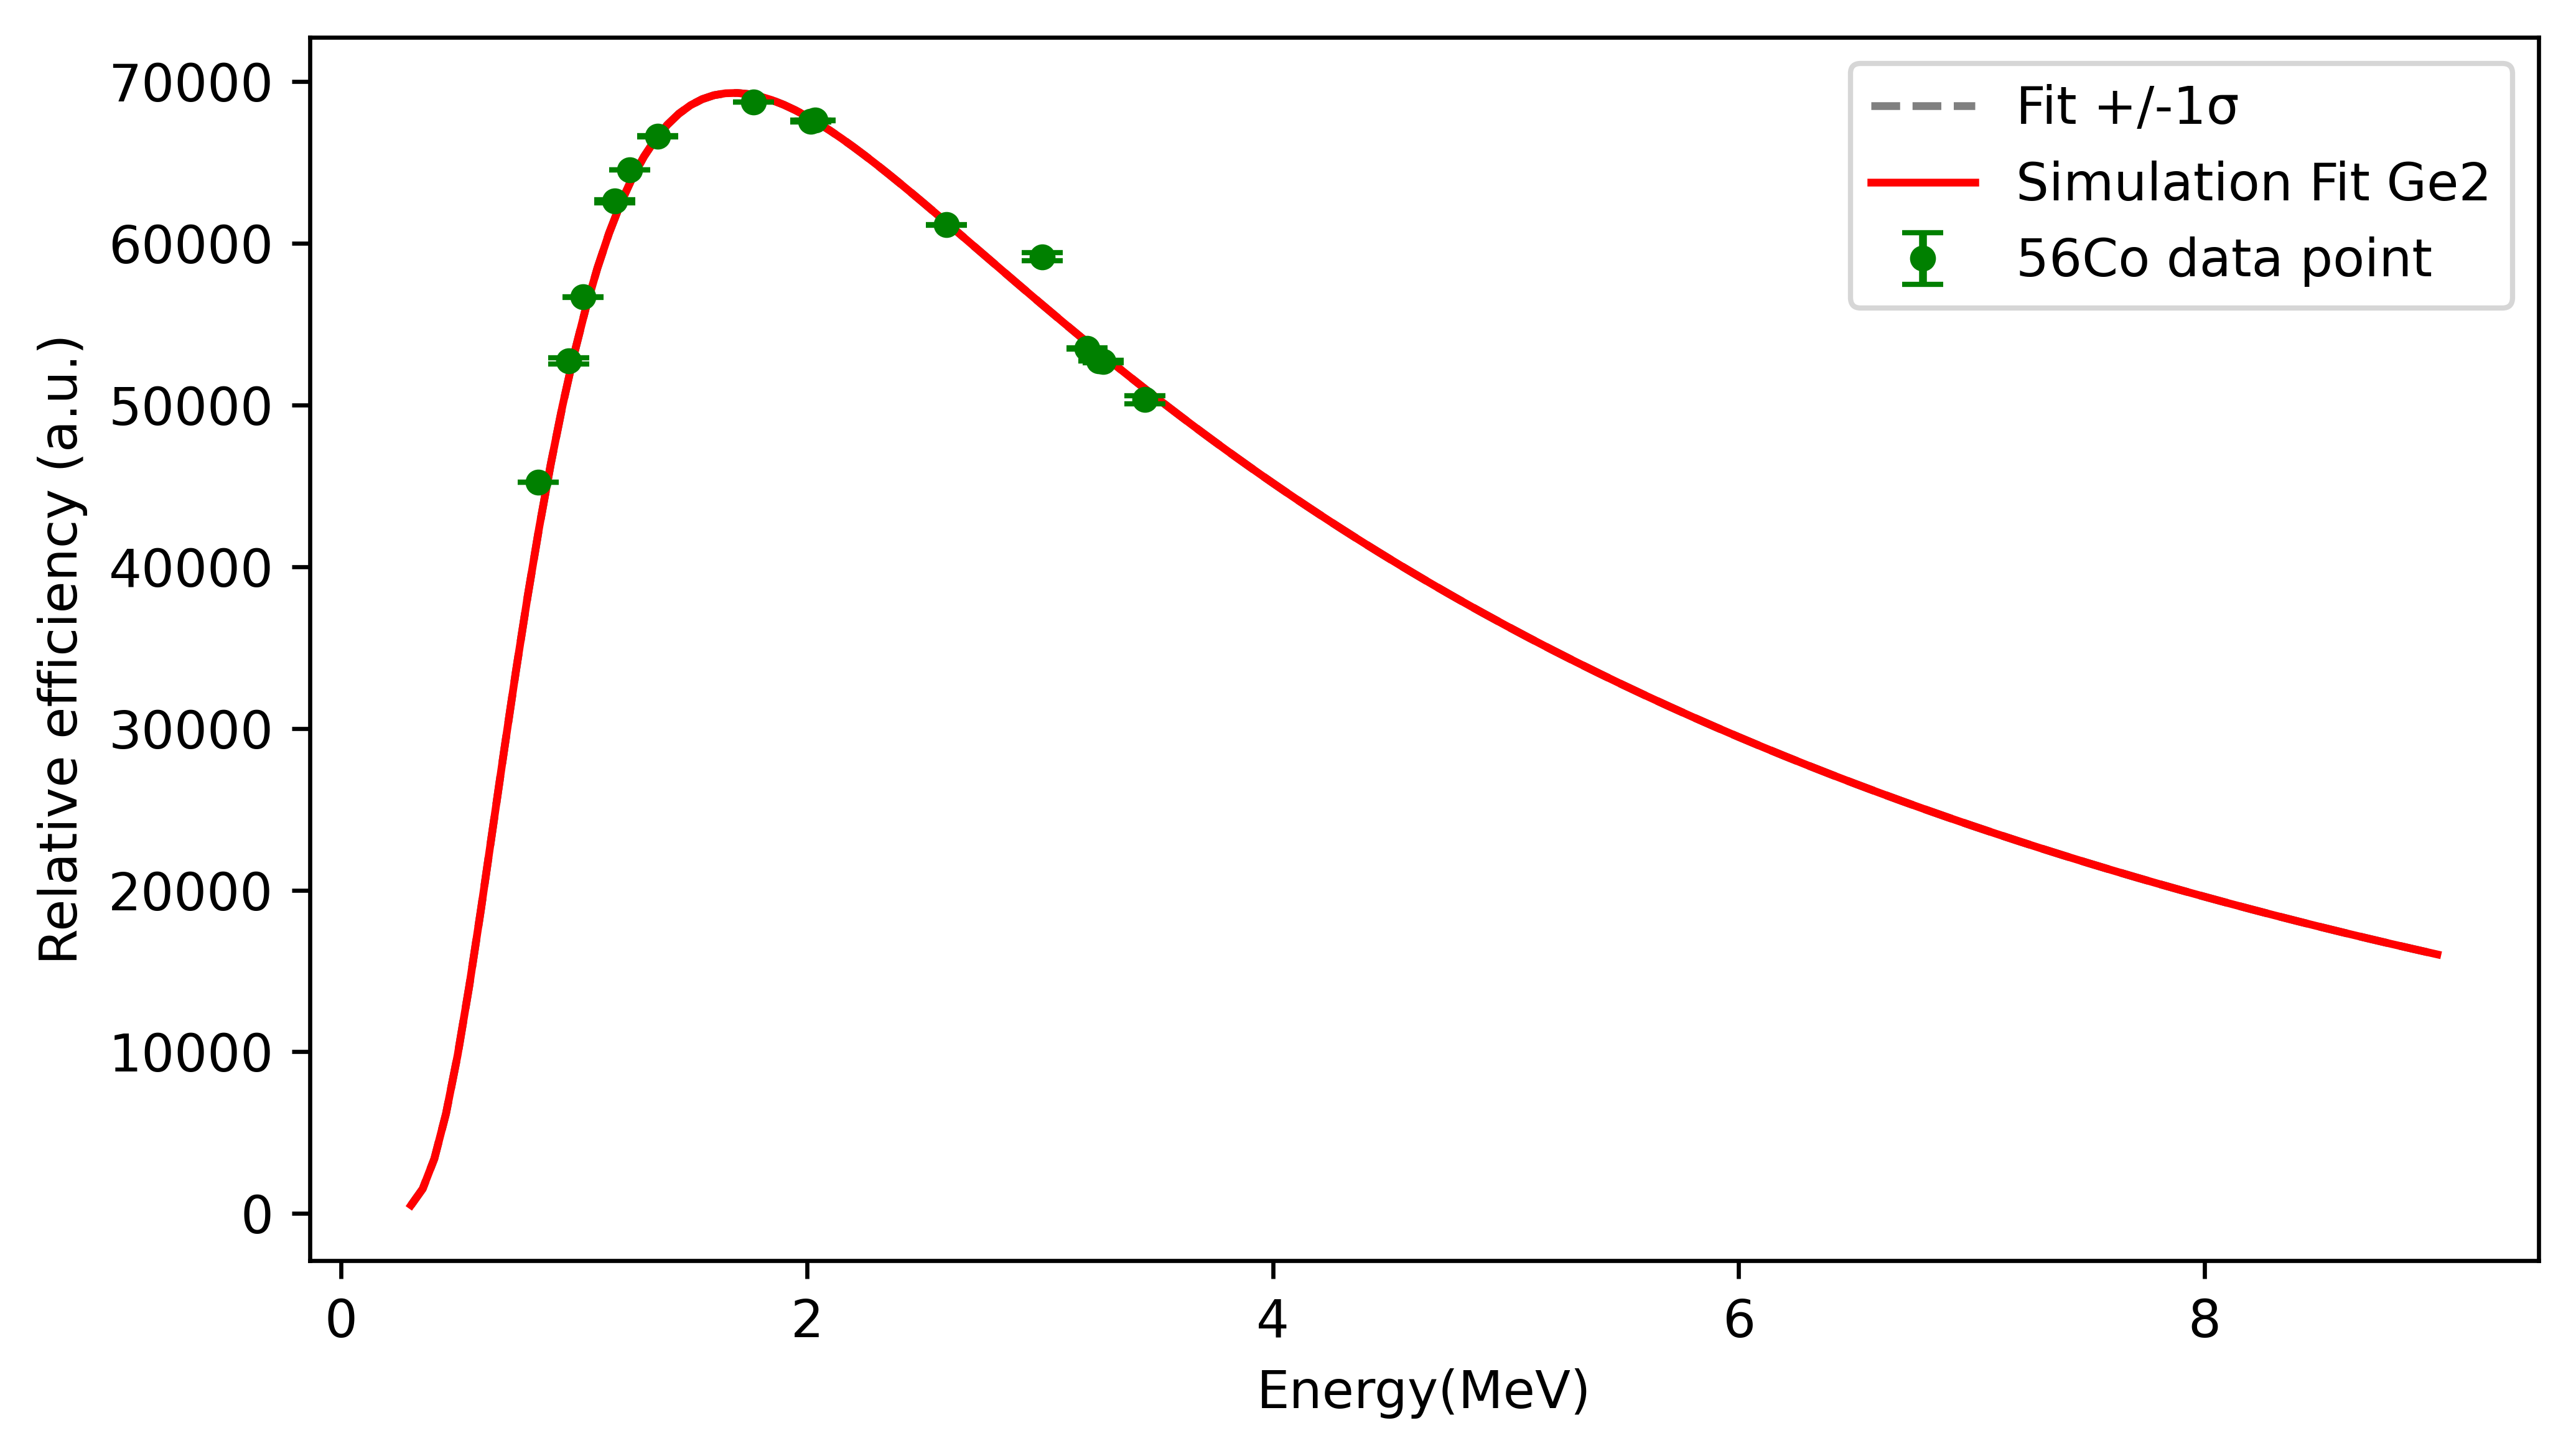 70000
60000
50000
40000
30000
20000
10000
0
Relative efficiency (a.u.)
0 2 4 6 8
Energy(MeV)
Fit +/-1σ
Simulation Fit Ge2
56Co data point